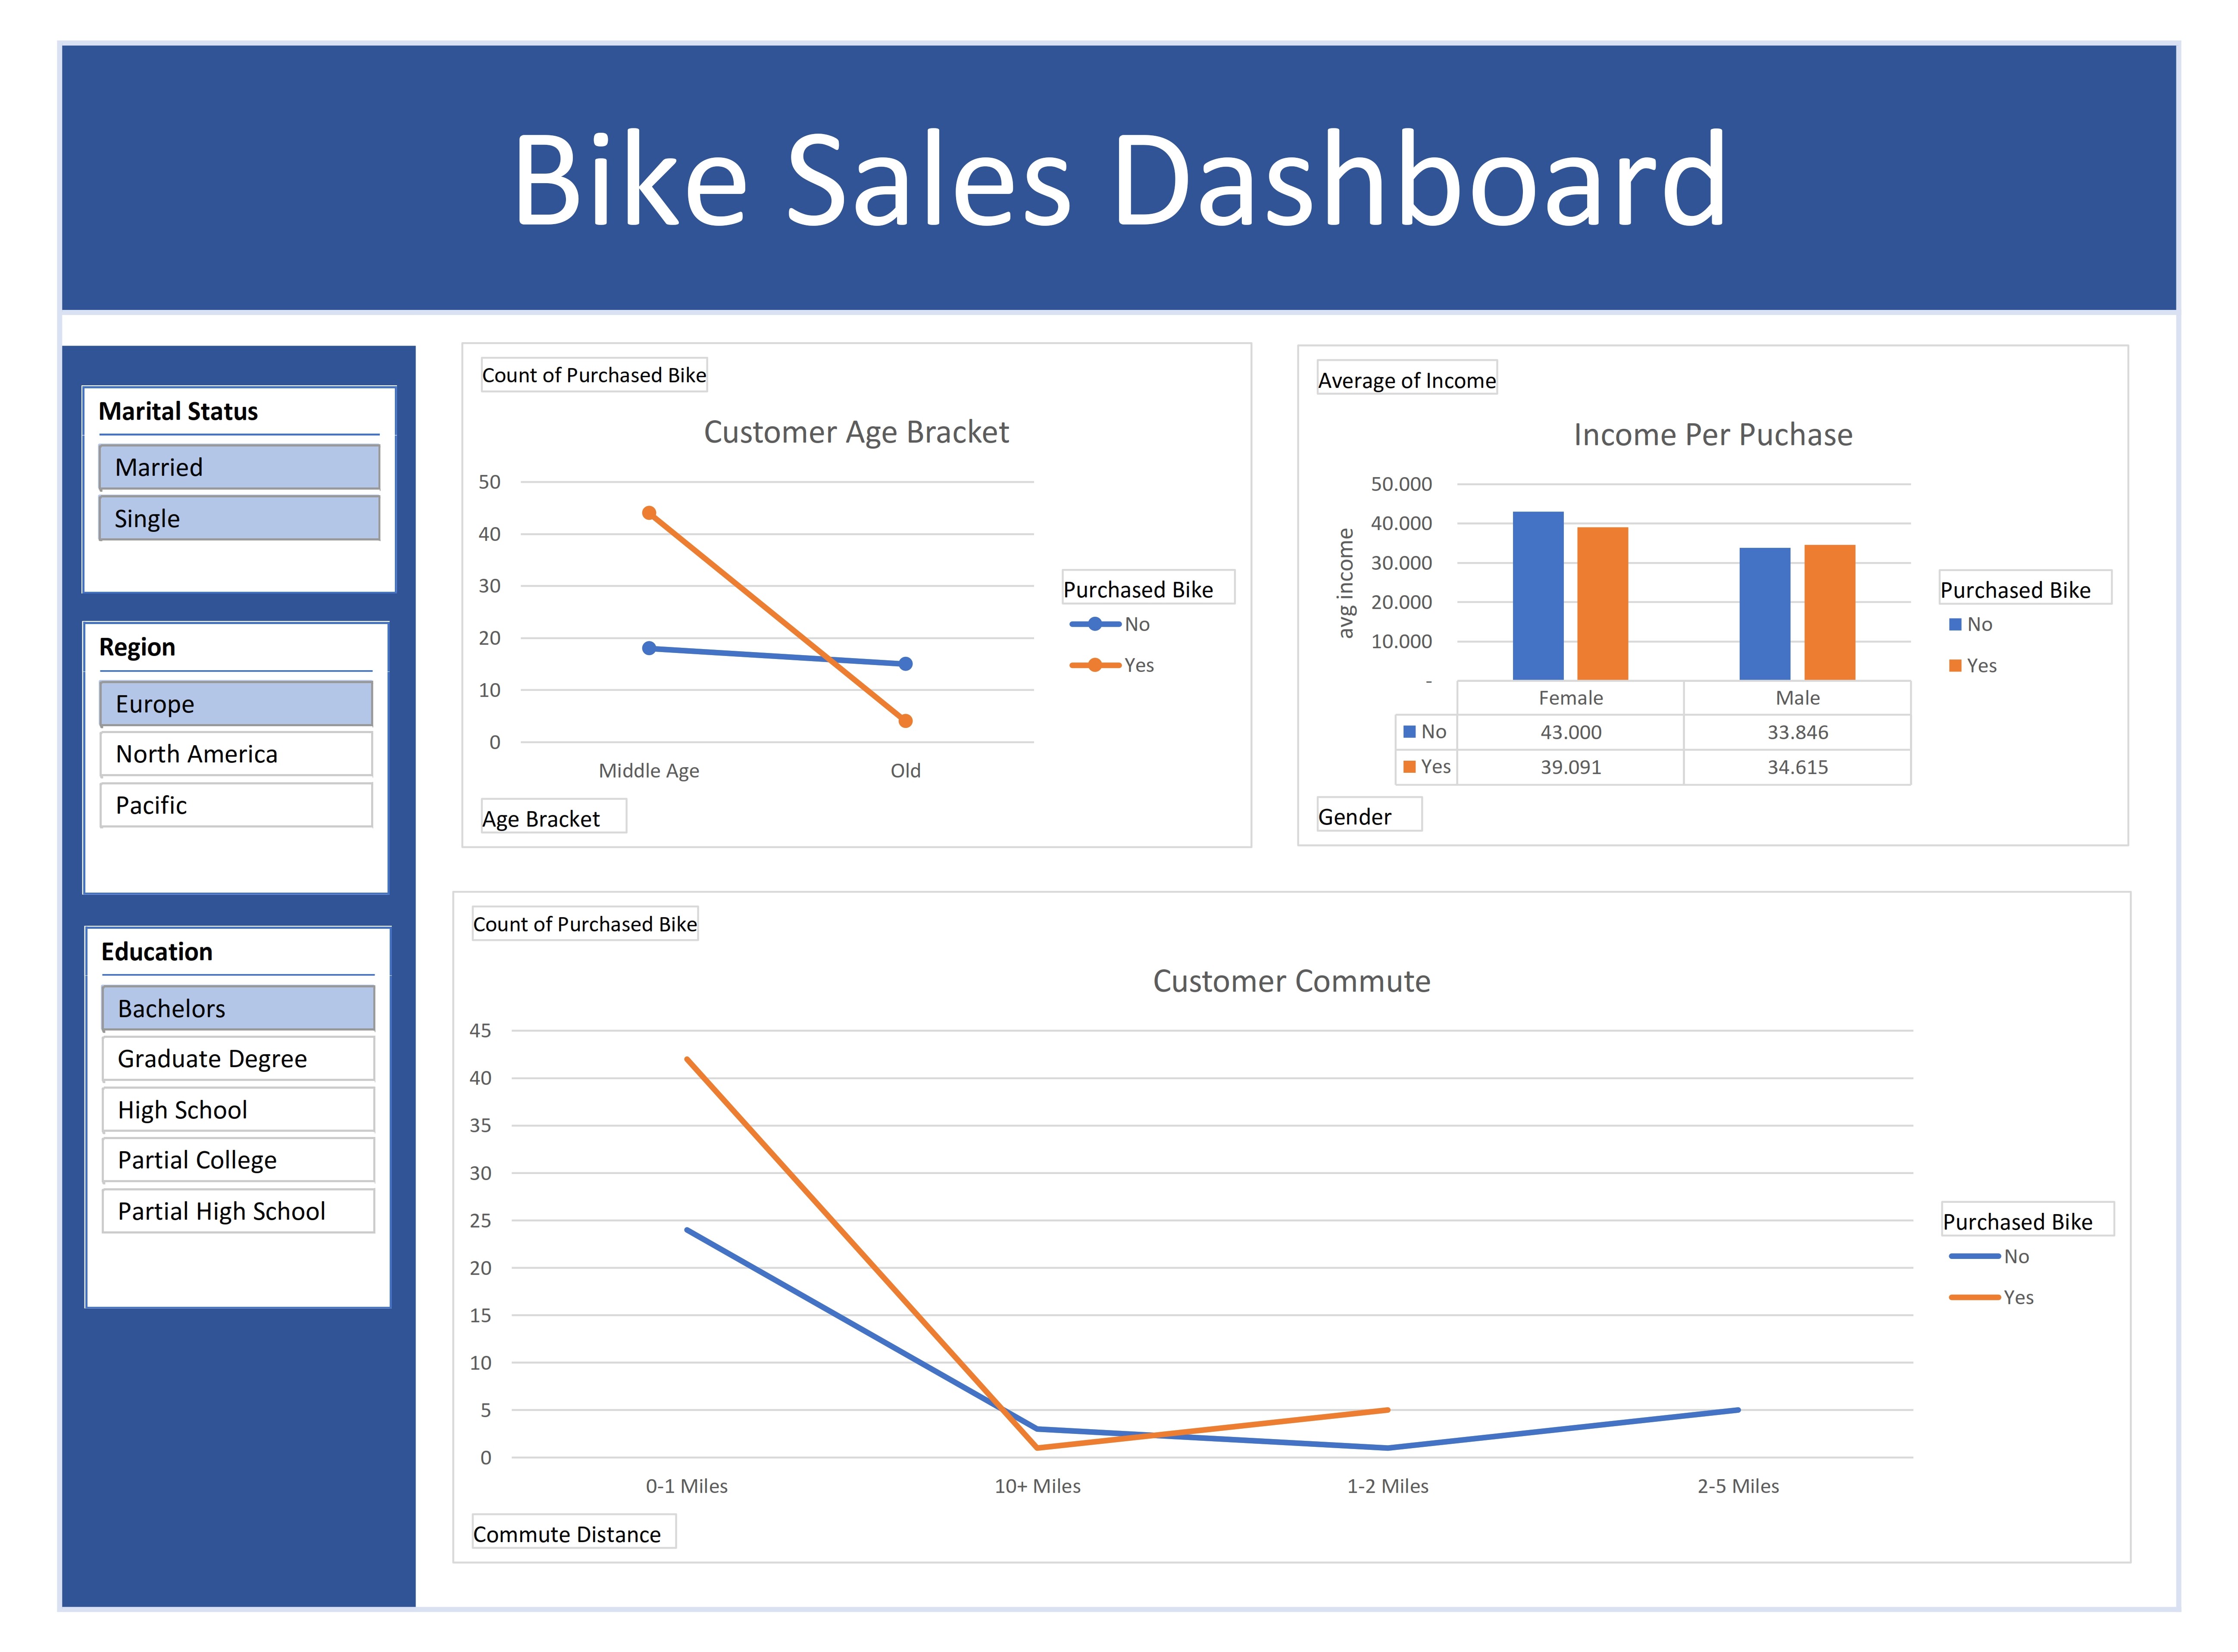 Bike Sales Dashboard
Marital Status
Married
Single
Region
Europe
North America
Pacific
Education
Bachelors
Graduate Degree
High School
Partial College
Partial High School
Count of Purchased Bike
Customer Age Bracket
50
40
30
20
10
0
Middle Age Old
Purchased Bike
No
Yes
Age Bracket
Average of Income
Income Per Puchase
avg income
50.000
40.000
30.000
20.000
10.000
-
Female Male
No 43.000 33.846
Yes 39.091 34.615
Purchased Bike
No
Yes
Gender
Count of Purchased Bike
Customer Commute
45
40
35
30
25
20
15
10
5
0
0-1 Miles 10+ Miles 1-2 Miles 2-5 Miles
Purchased Bike
No
Yes
Commute Distance